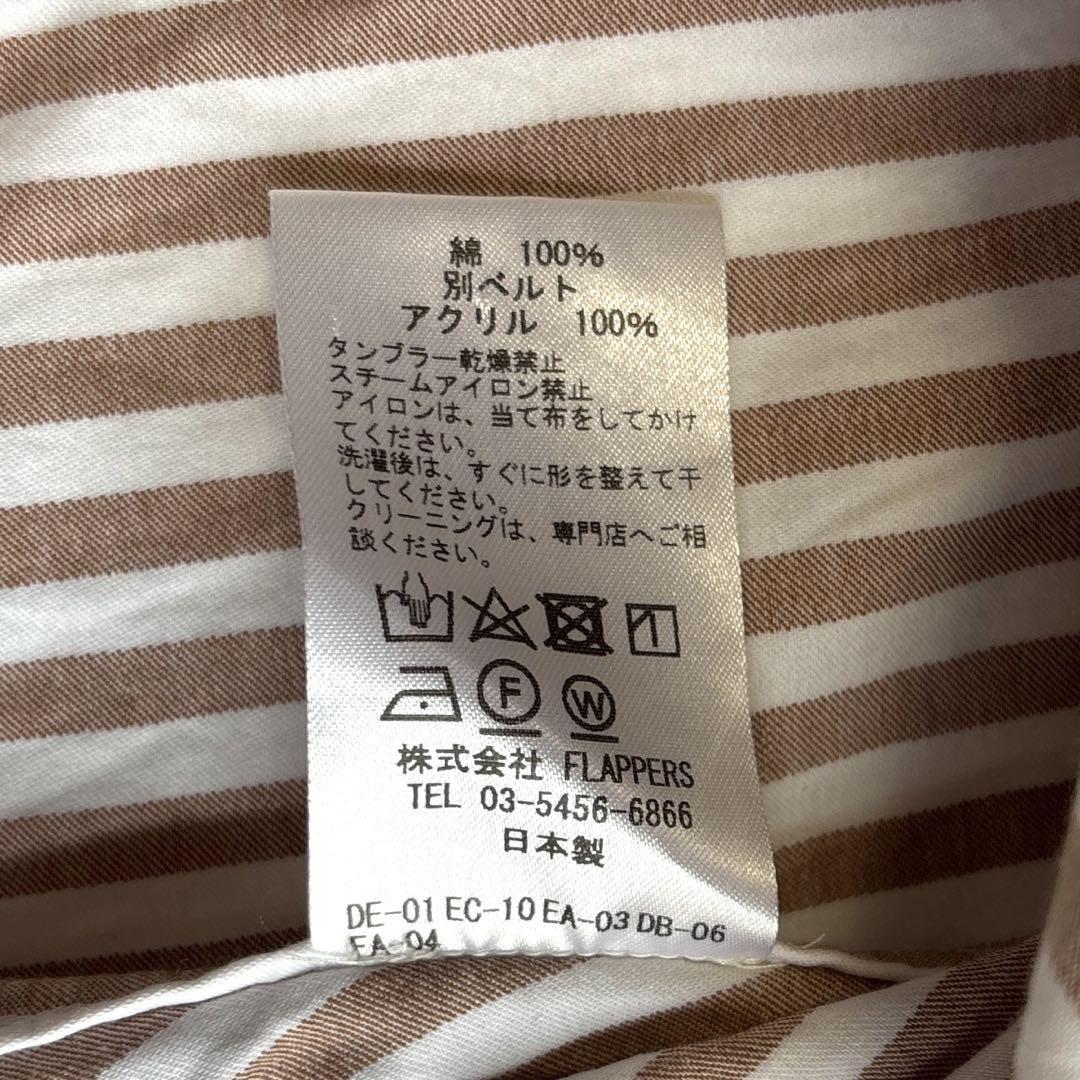 綿 100%
別ベルト
アクリル 100%
タンブラー乾燥禁止
スチームアイロン禁止
アイロンは、当て布をしてかけ
てください。
洗濯後は、すぐに形を整えて干
してください。
クリーニングは、専門店へご相
談ください。
F W
株式会社 FLAPPERS
TEL 03-5456-6866
日本製
DE-01 EC-10 EA-03 DB-06
EA-04